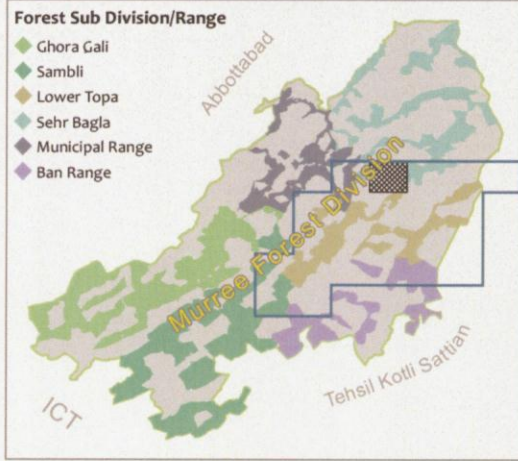 Forest Sub Division/Range
Ghora Gali
Sambli
Lower Topa
Sehr Bagla
Municipal Range
Ban Range
Abbottabad
Murree Forest Division
Tehsil Kotli Sattian
ICT